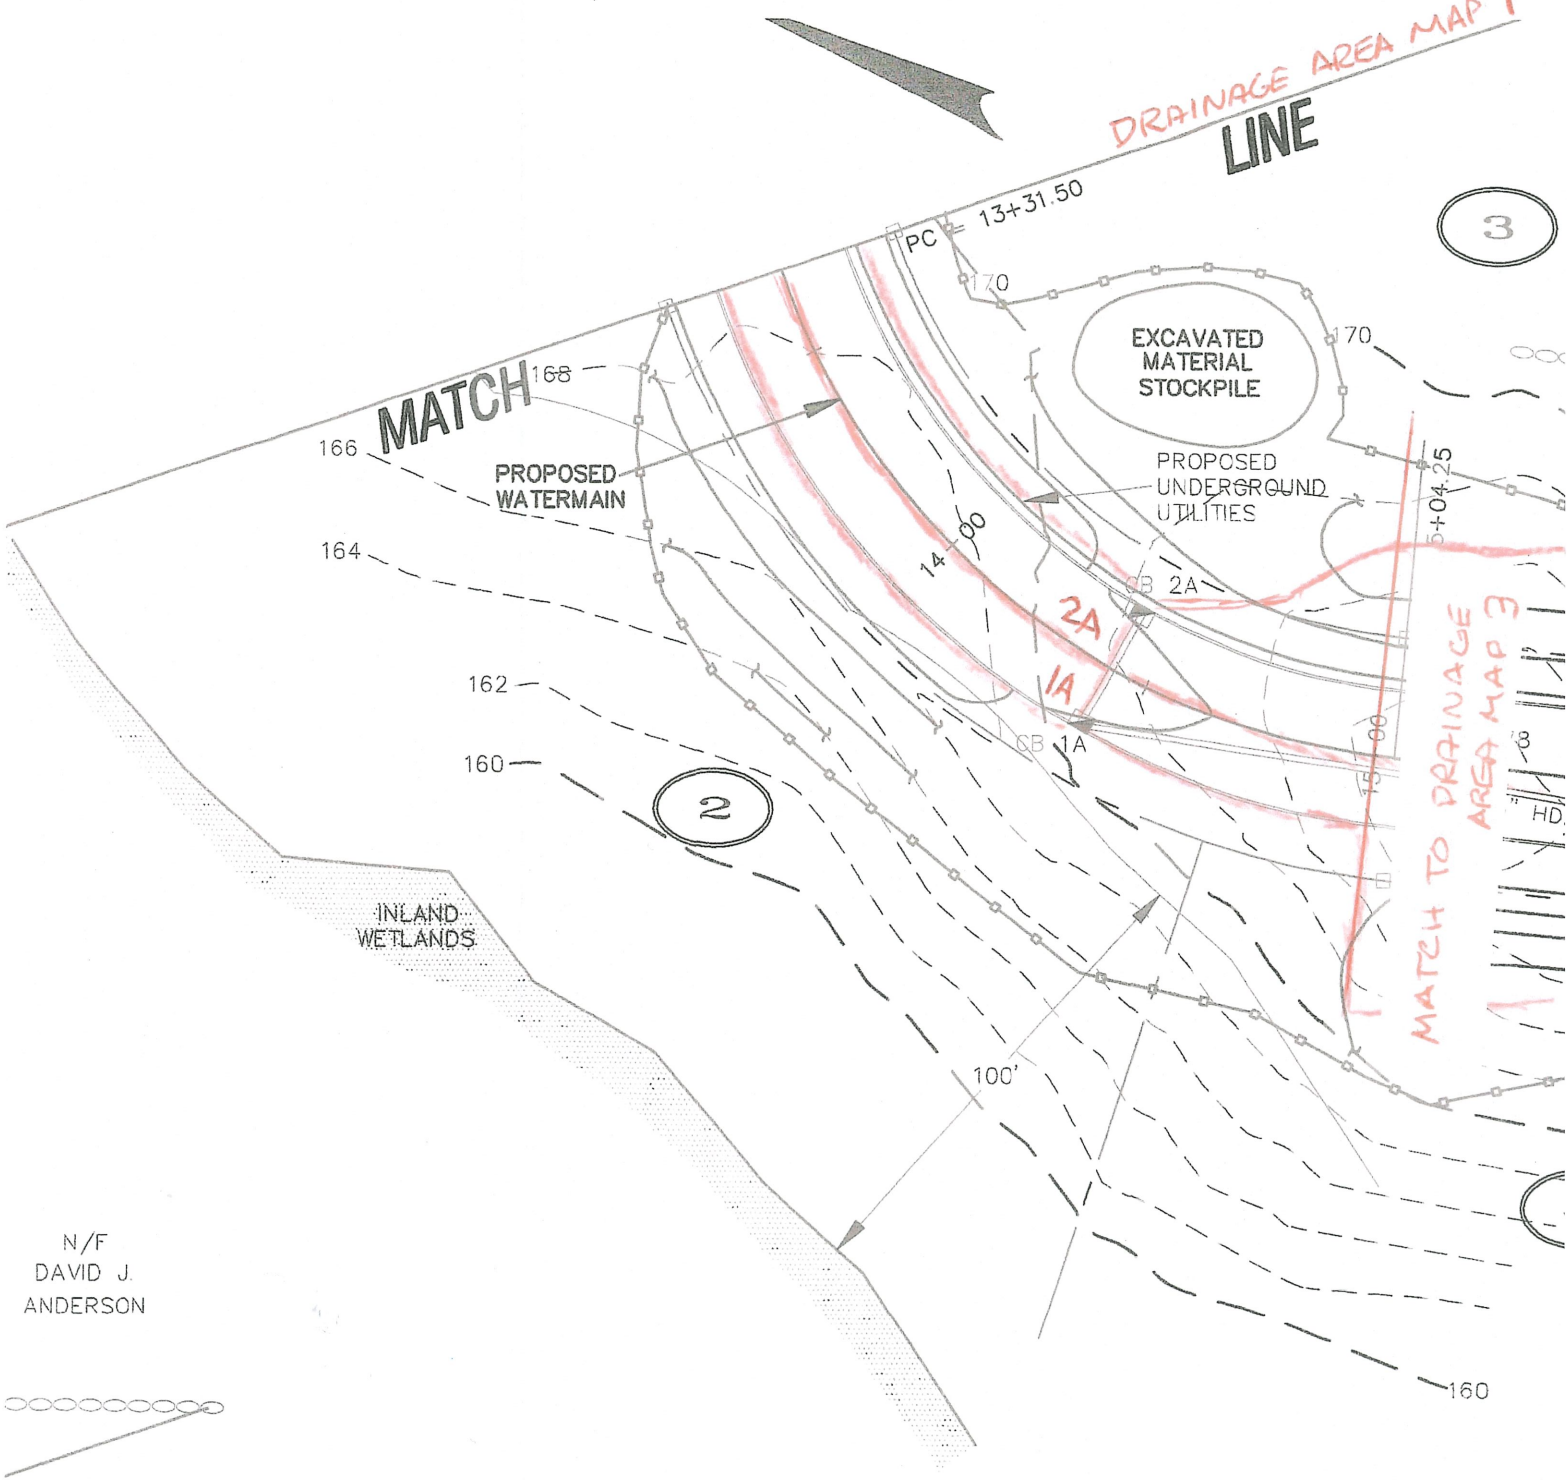 DRAINAGE AREA MAP 1
LINE
PC = 13+31.50
3
170
EXCAVATED
MATERIAL
STOCKPILE
170
MATCH
168
166
PROPOSED
WATERMAIN
PROPOSED
UNDERGROUND
UTILITIES
5+04.25
164
14
00
CB 2A
2A
1A
162
CB 1A
15
00
MATCH TO DRAINAGE
AREA MAP 3
160
2
8
" HD
INLAND
WETLANDS
100'
N/F
DAVID J.
ANDERSON
160